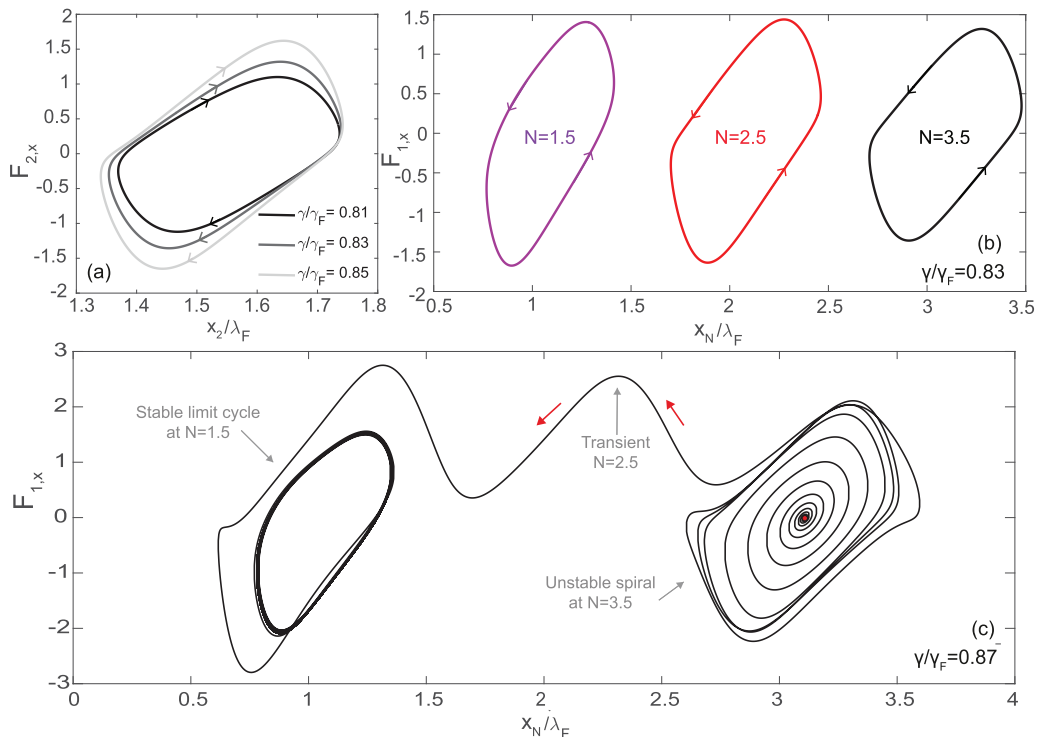 2
1.5
1
0.5
0
-0.5
-1
-1.5
-2
F2,x
1.3
1.4
1.5
1.6
1.7
1.8
x2/λF
γ/γF= 0.81
γ/γF= 0.83
γ/γF= 0.85
(a)
1.5
1
0.5
0
-0.5
-1
-1.5
-2
F1,x
0.5
1
1.5
2
2.5
3
3.5
xN/λF
N=1.5
N=2.5
N=3.5
(b)
γ/γF=0.83
3
2
1
0
-1
-2
-3
F1,x
0
0.5
1
1.5
2
2.5
3
3.5
4
xN/λF
Stable limit cycle
at N=1.5
Transient
N=2.5
Unstable spiral
at N=3.5
(c)
γ/γF=0.87